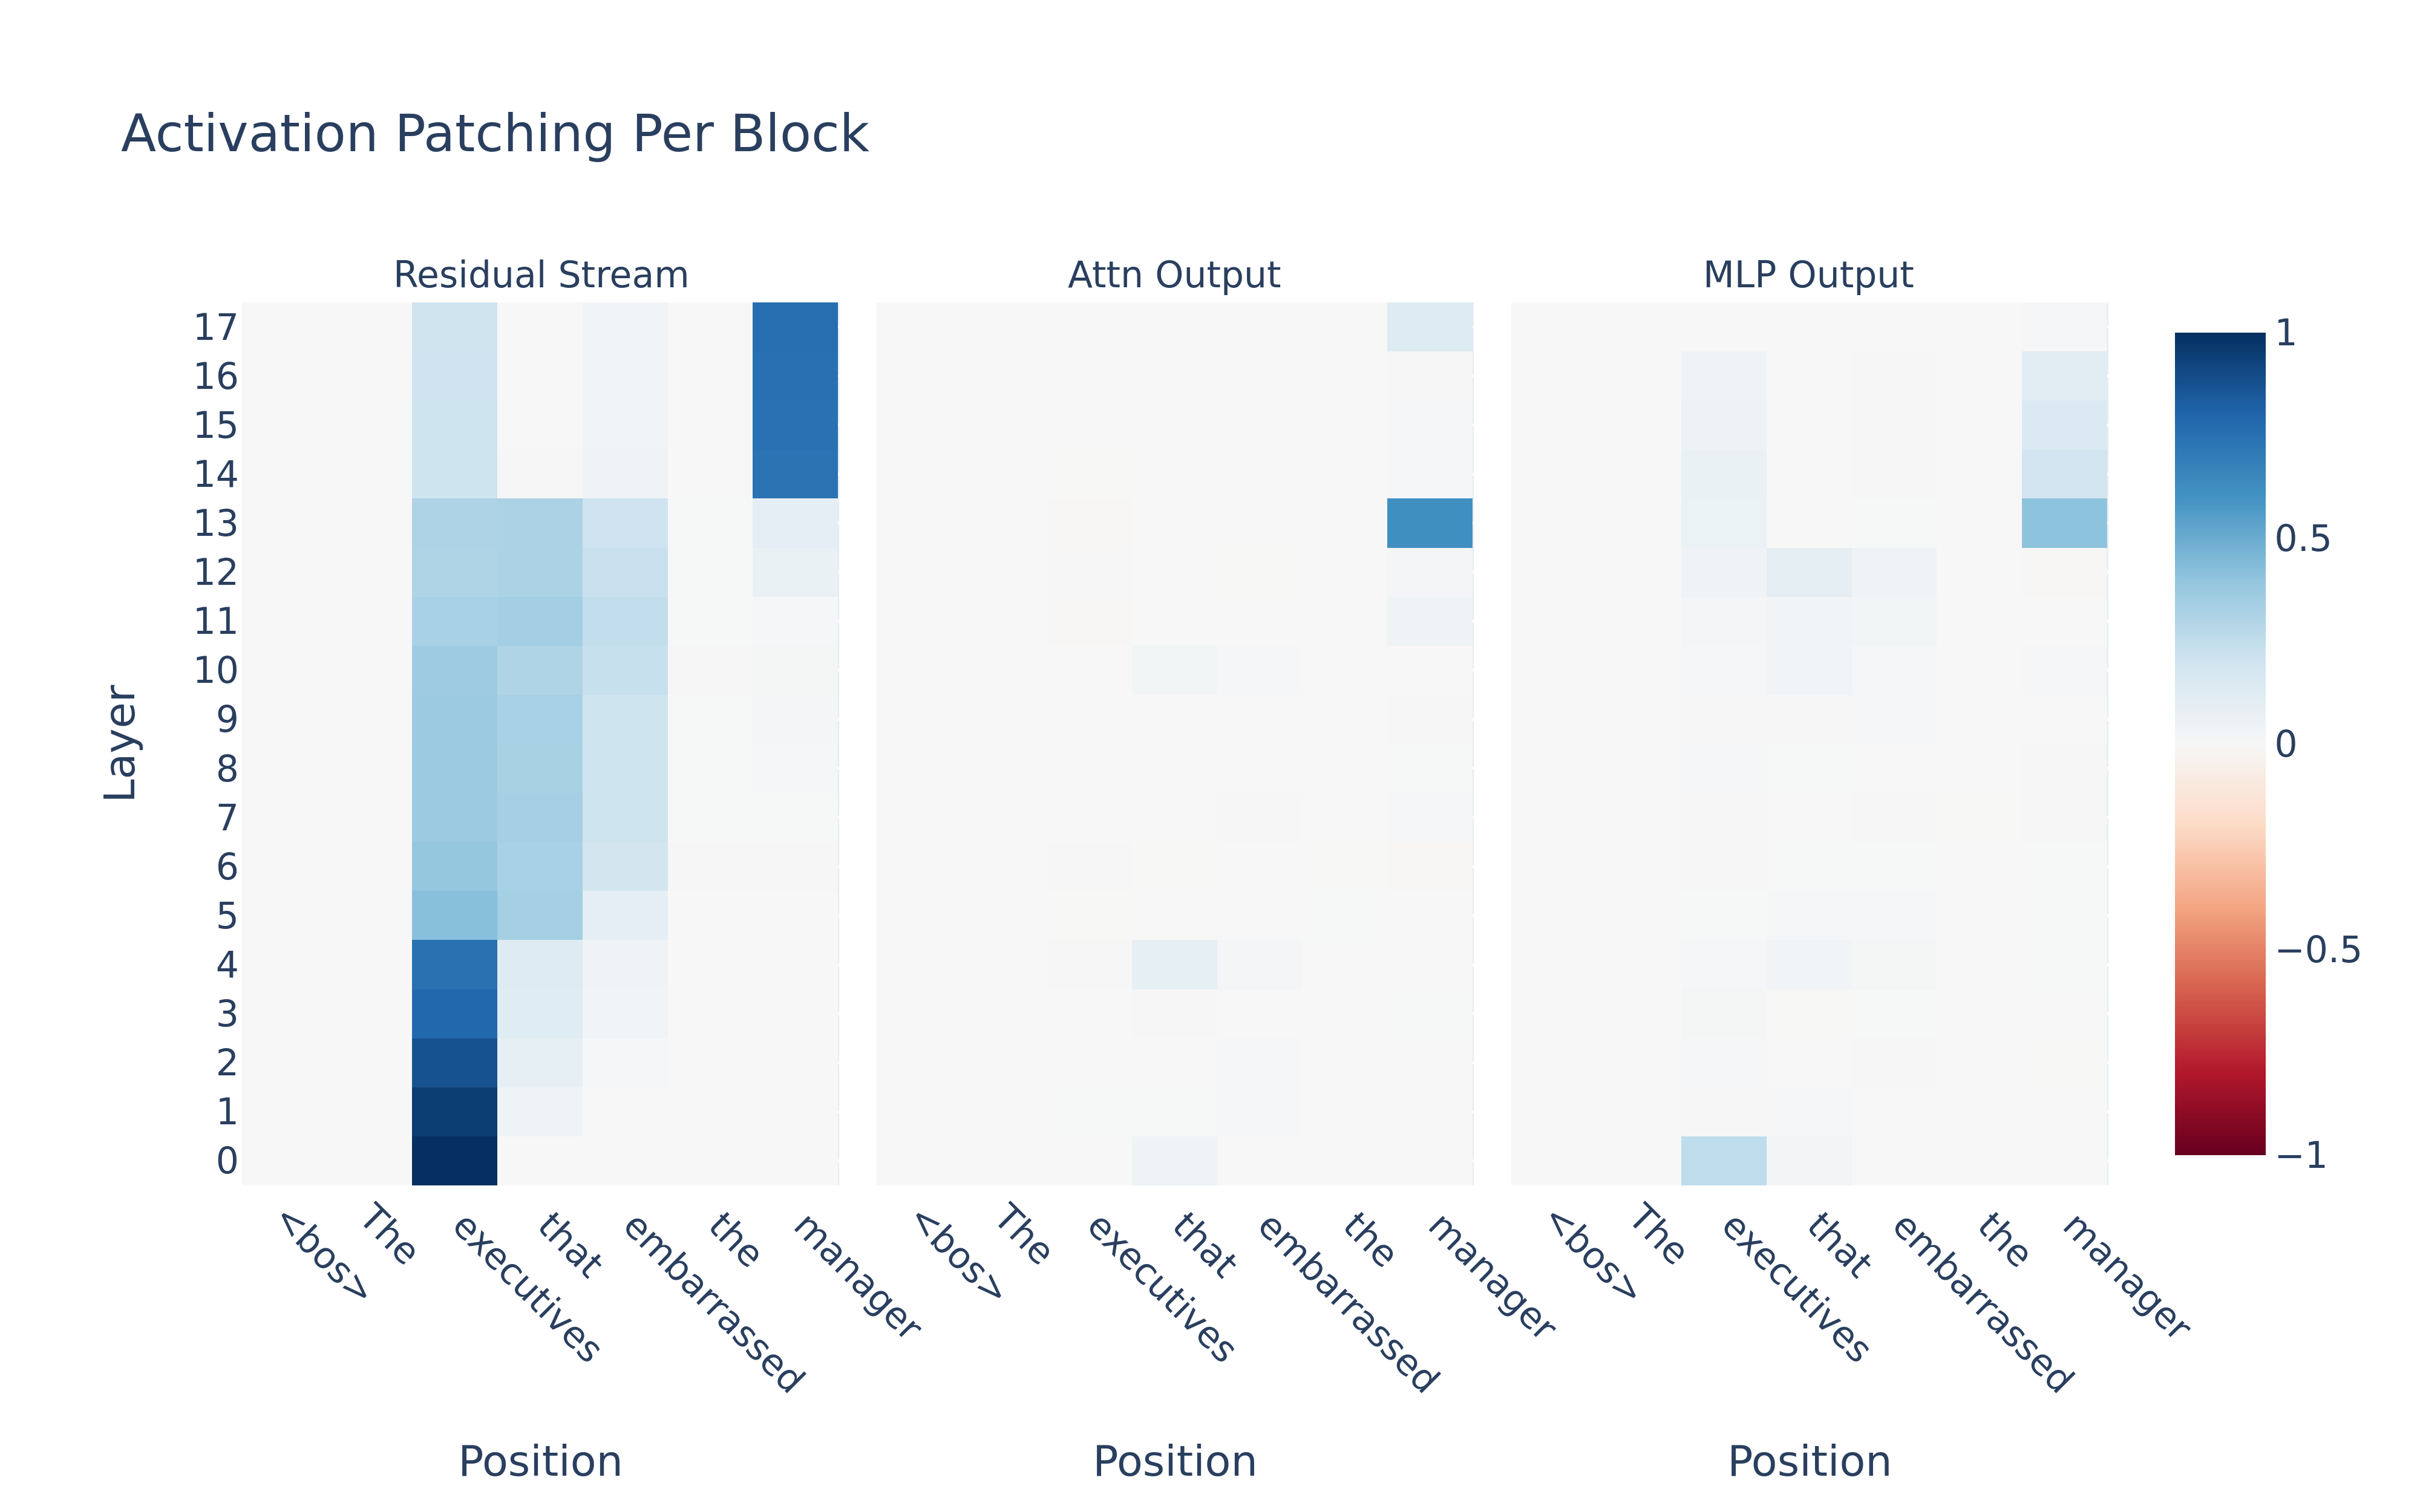 Activation Patching Per Block
Residual Stream
Attn Output
MLP Output
Layer
17
16
15
14
13
12
11
10
9
8
7
6
5
4
3
2
1
0
<bos>
The
executives
that
embarrassed
the
manager
<bos>
The
executives
that
embarrassed
the
manager
<bos>
The
executives
that
embarrassed
the
manager
Position
Position
Position
1
0.5
0
−0.5
−1